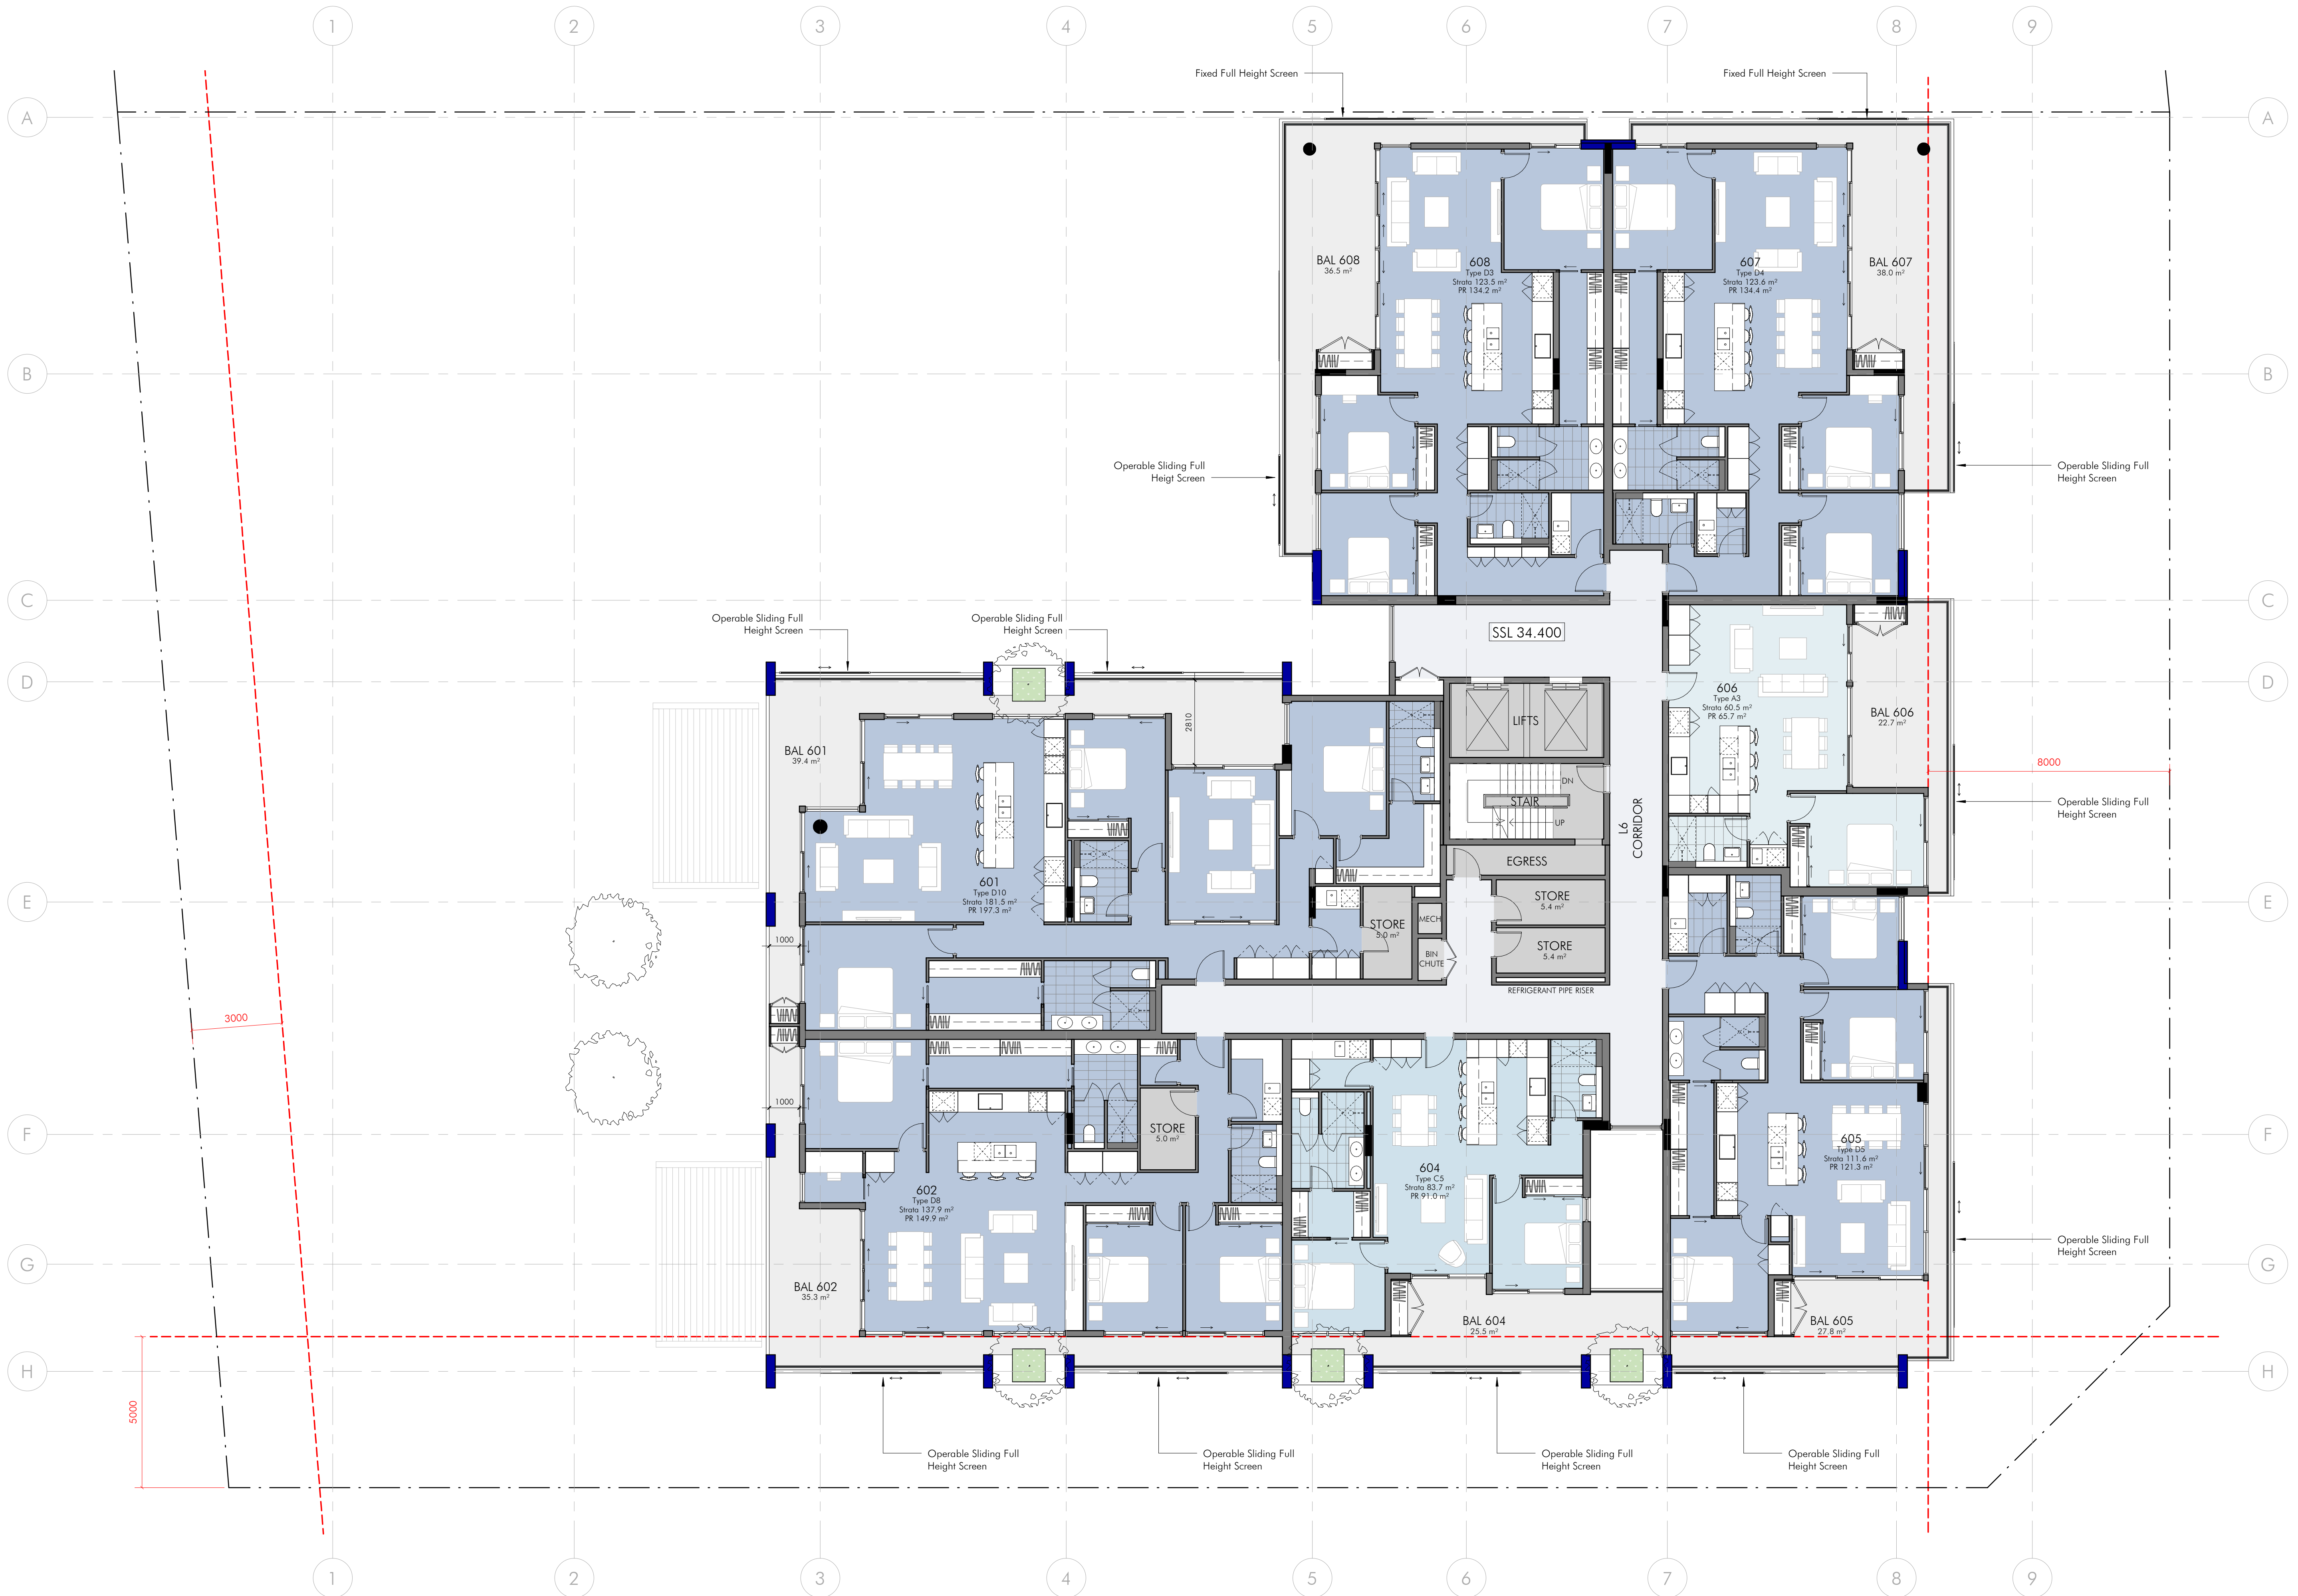 1 2 3 4 5 6 7 8 9
Fixed Full Height Screen
Fixed Full Height Screen
A
A
BAL 608
36.5 m²
608
Type D3
Strata 123.5 m²
PR 134.2 m²
607
Type D4
Strata 123.6 m²
PR 134.4 m²
BAL 607
38.0 m²
B
B
Operable Sliding Full
Heigt Screen
Operable Sliding Full
Height Screen
C
C
Operable Sliding Full
Height Screen
Operable Sliding Full
Height Screen
SSL 34.400
D
D
2810
LIFTS
606
Type A3
Strata 60.5 m²
PR 65.7 m²
BAL 606
22.7 m²
BAL 601
39.4 m²
8000
DN
STAIR
UP
L6
CORRIDOR
Operable Sliding Full
Height Screen
EGRESS
601
Type D10
Strata 181.5 m²
PR 197.3 m²
E
E
STORE
5.4 m²
STORE
5.0 m²
MECH
STORE
5.4 m²
BIN
CHUTE
1000
REFRIGERANT PIPE RISER
3000
1000
F
F
STORE
5.0 m²
605
Type D5
Strata 111.6 m²
PR 121.3 m²
604
Type C5
Strata 83.7 m²
PR 91.0 m²
602
Type D8
Strata 137.9 m²
PR 149.9 m²
Operable Sliding Full
Height Screen
G
G
BAL 602
35.3 m²
BAL 604
25.5 m²
BAL 605
27.8 m²
H
H
5000
Operable Sliding Full
Height Screen
Operable Sliding Full
Height Screen
Operable Sliding Full
Height Screen
Operable Sliding Full
Height Screen
1 2 3 4 5 6 7 8 9